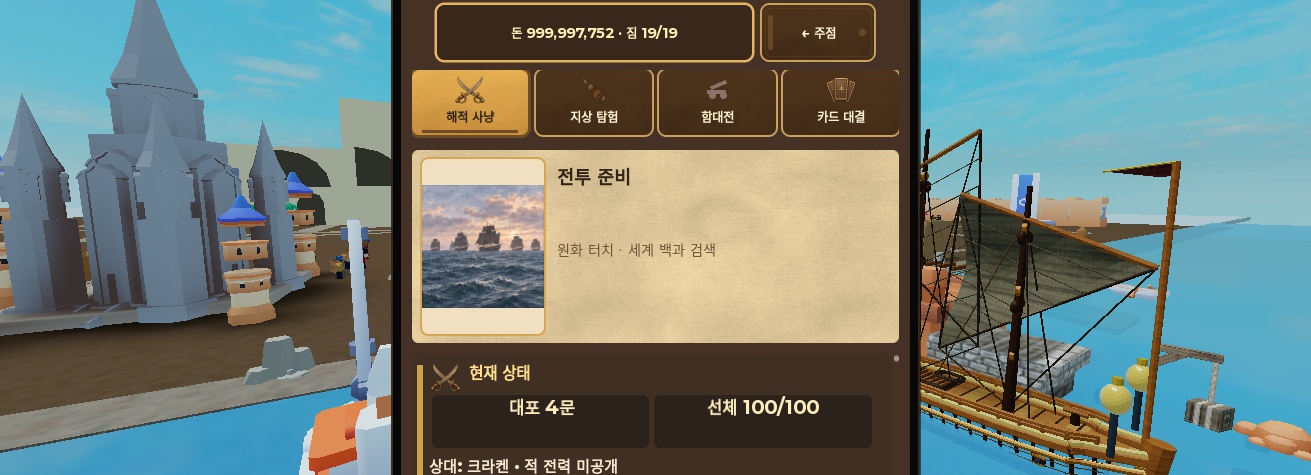 돈 999,997,752 · 짐 19/19
← 주점
해적 사냥
지상 탐험
함대전
카드 대결
전투 준비
원화 터치 · 세계 백과 검색
현재 상태
대포 4문
선체 100/100
상대: 크라켄 • 적 전력 미공개